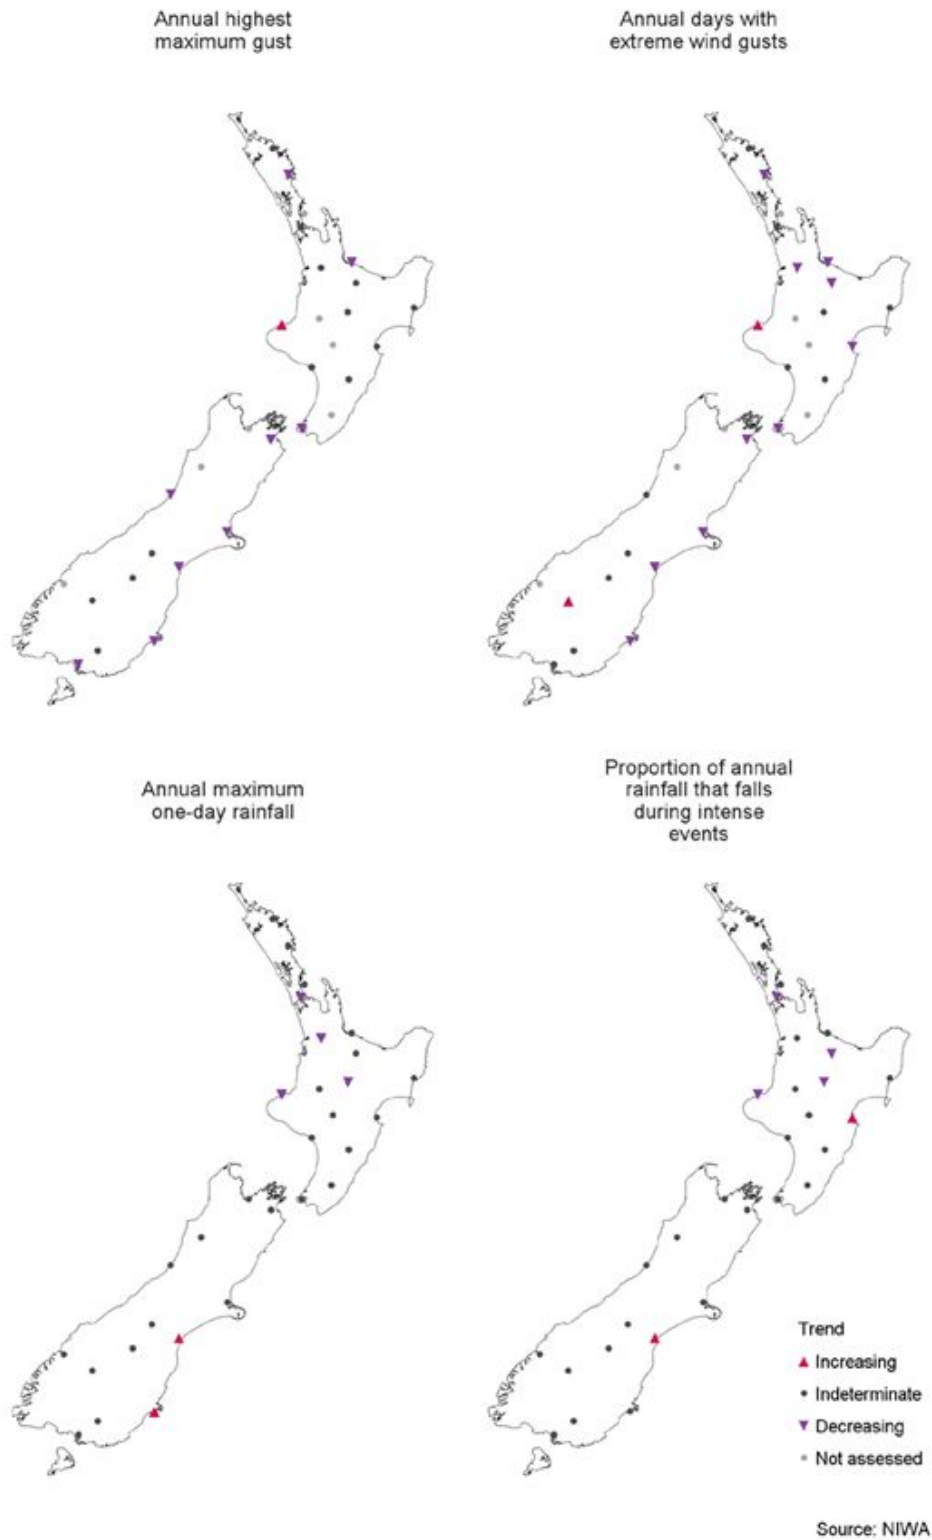 Annual highest
maximum gust
Annual days with
extreme wind gusts
Annual maximum
one-day rainfall
Proportion of annual
rainfall that falls
during intense
events
Trend
Increasing
Indeterminate
Decreasing
Not assessed
Source: NIWA